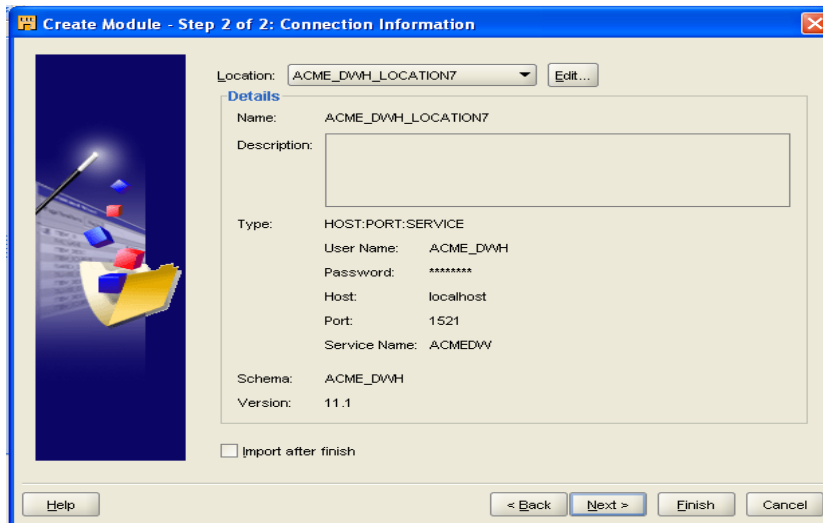 Create Module - Step 2 of 2: Connection Information
Location: ACME_DWH_LOCATION7 Edit...
Details
Name: ACME_DWH_LOCATION7
Description:
Type: HOST:PORT:SERVICE
User Name: ACME_DWH
Password: ********
Host: localhost
Port: 1521
Service Name: ACMEDW
Schema: ACME_DWH
Version: 11.1
Import after finish
Help < Back Next > Finish Cancel